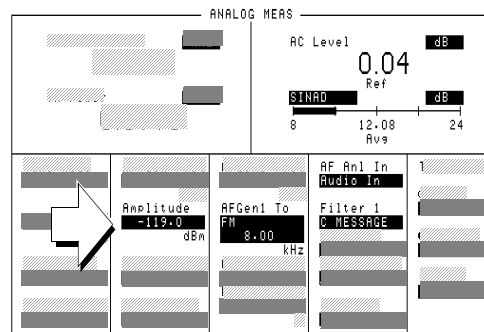 ANALOG MEAS
AC Level dB
0.04
Ref
SINAD dB
8 12.08 24
Avg
AF Anl In
Audio In
Amplitude
-119.0
dBm
AFGen1 To
FM
8.00
kHz
Filter 1
C MESSAGE